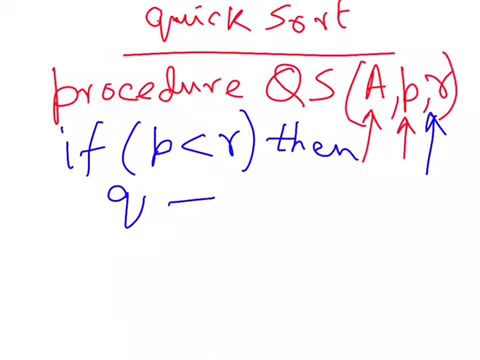 quick sort
procedure QS(A,p,r)
if (p<r) then
q —